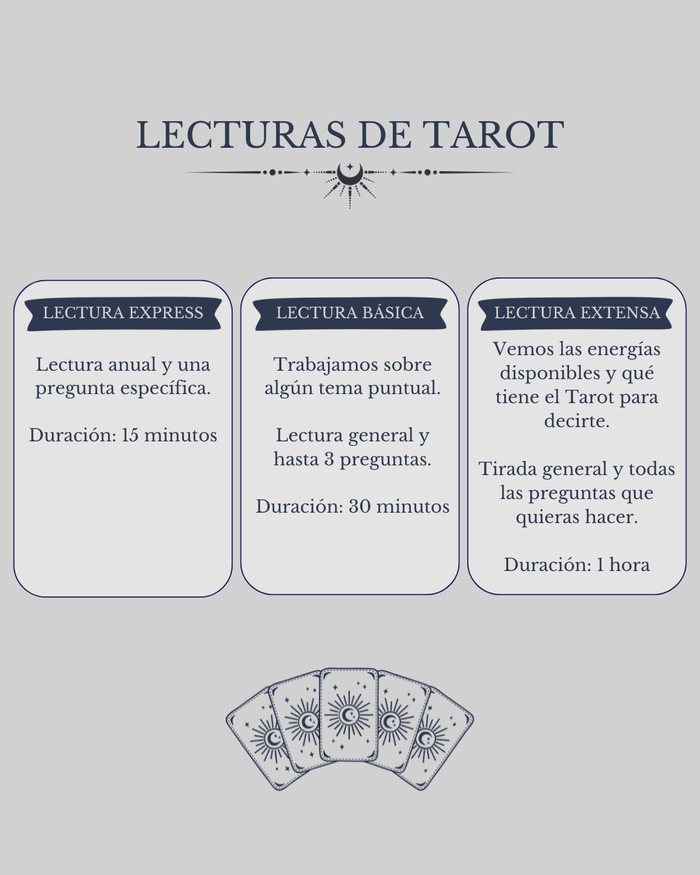 LECTURAS DE TAROT
LECTURA EXPRESS
Lectura anual y una
pregunta específica.
Duración: 15 minutos
LECTURA BÁSICA
Trabajamos sobre
algún tema puntual.
Lectura general y
hasta 3 preguntas.
Duración: 30 minutos
LECTURA EXTENSA
Vemos las energías
disponibles y qué
tiene el Tarot para
decirte.
Tirada general y todas
las preguntas que
quieras hacer.
Duración: 1 hora